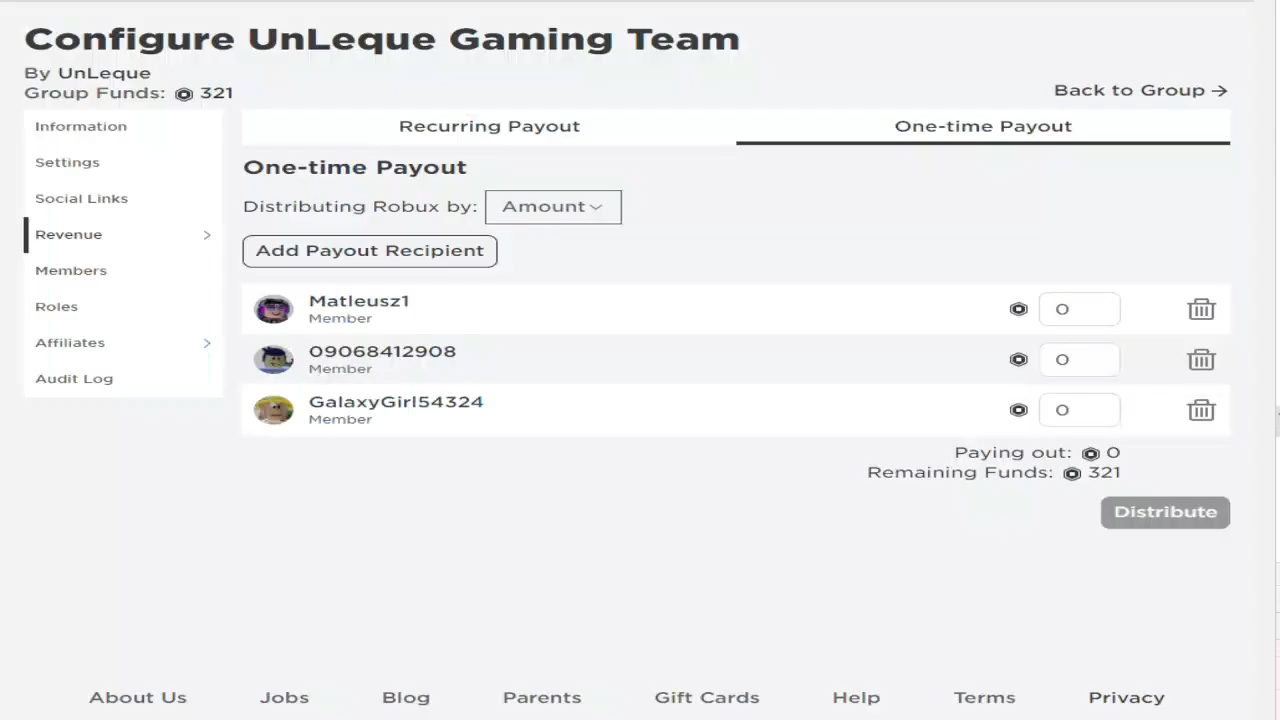 Configure UnLeque Gaming Team
By UnLeque
Group Funds: 321
Back to Group →
Information
Settings
Social Links
Revenue
Members
Roles
Affiliates
Audit Log
Recurring Payout
One-time Payout
One-time Payout
Distributing Robux by: Amount
Add Payout Recipient
Matleusz1
Member
0
09068412908
Member
0
GalaxyGirl54324
Member
0
Paying out: 0
Remaining Funds: 321
Distribute
About Us Jobs Blog Parents Gift Cards Help Terms Privacy